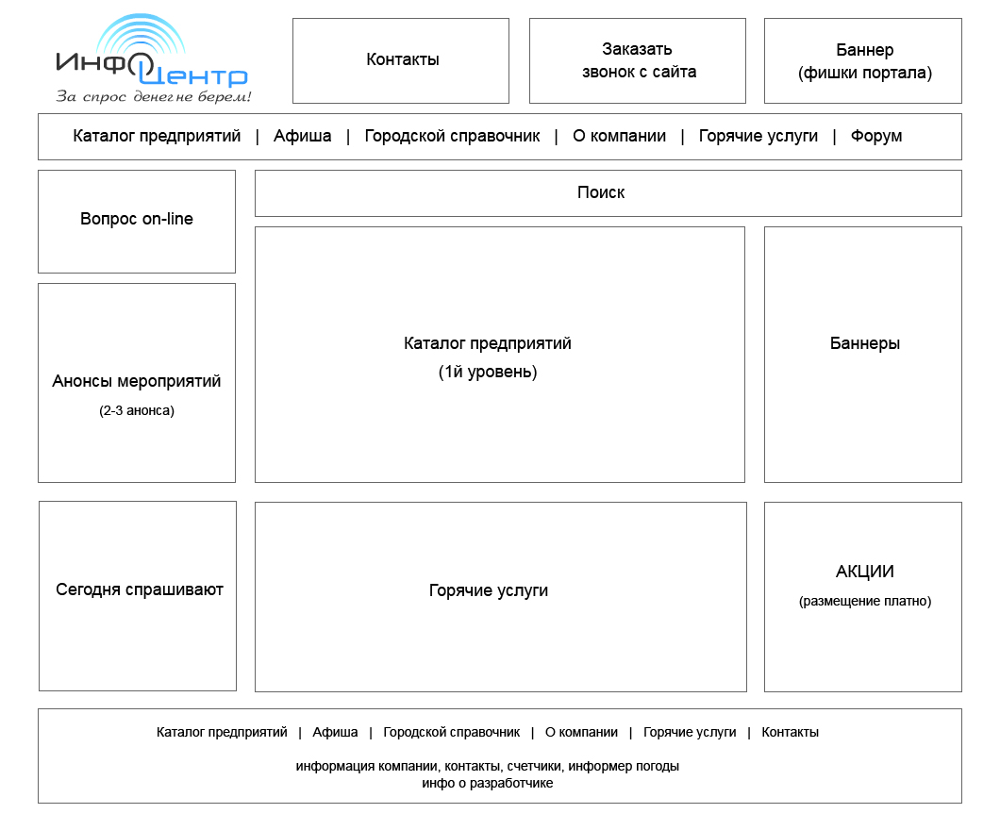 ИнфОЦентр
За спрос денег не берем!
Контакты
Заказать
звонок с сайта
Баннер
(фишки портала)
Каталог предприятий | Афиша | Городской справочник | О компании | Горячие услуги | Форум
Вопрос on-line
Поиск
Анонсы мероприятий
(2-3 анонса)
Каталог предприятий
(1й уровень)
Баннеры
Сегодня спрашивают
Горячие услуги
АКЦИИ
(размещение платно)
Каталог предприятий | Афиша | Городской справочник | О компании | Горячие услуги | Контакты
информация компании, контакты, счетчики, информер погоды
инфо о разработчике